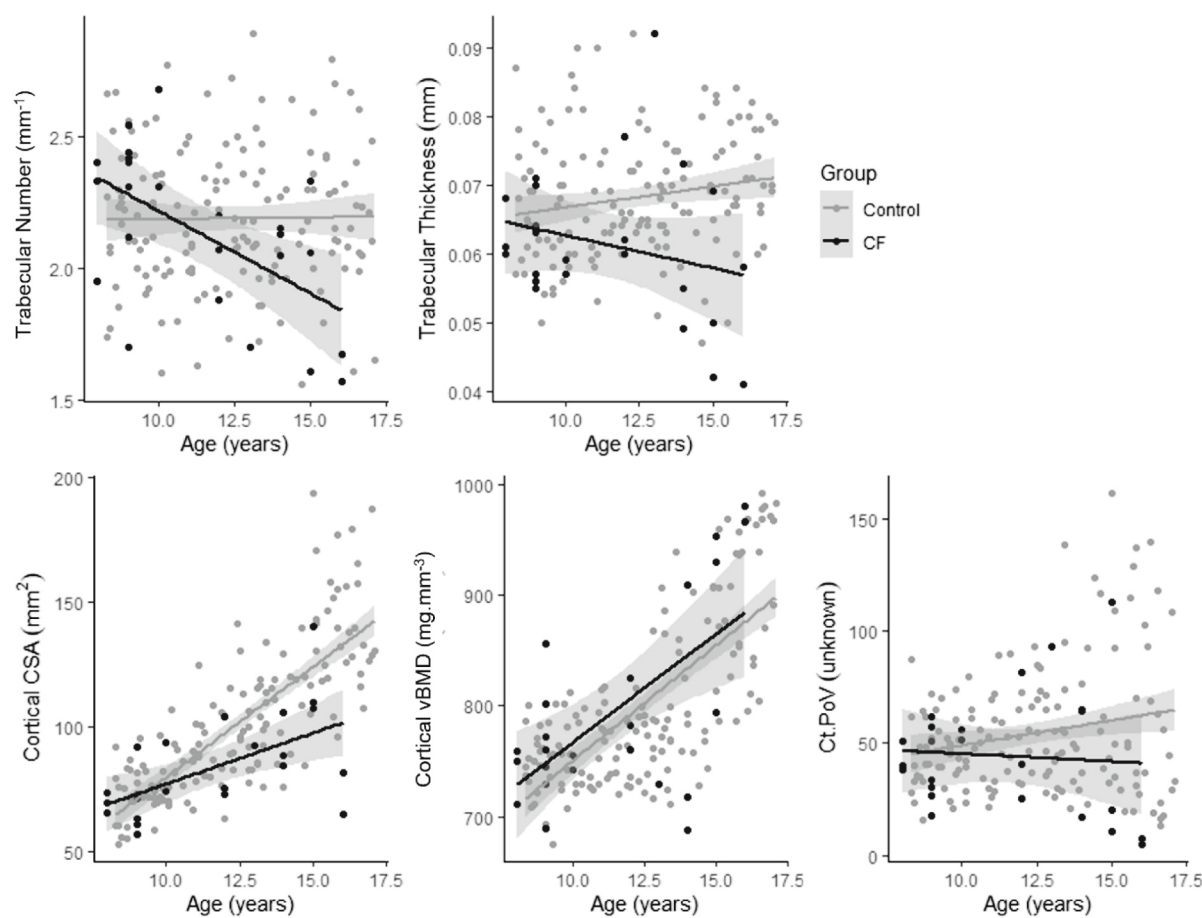 Trabecular Number (mm-1)
2.5
2.0
1.5
10.0 12.5 15.0 17.5
Age (years)
Trabecular Thickness (mm)
0.09
0.08
0.07
0.06
0.05
0.04
10.0 12.5 15.0 17.5
Age (years)
Group
Control
CF
Cortical CSA (mm2)
200
150
100
50
10.0 12.5 15.0 17.5
Age (years)
Cortical vBMD (mg.mm-3)
1000
900
800
700
10.0 12.5 15.0 17.5
Age (years)
Ct.PoV (unknown)
150
100
50
0
10.0 12.5 15.0 17.5
Age (years)